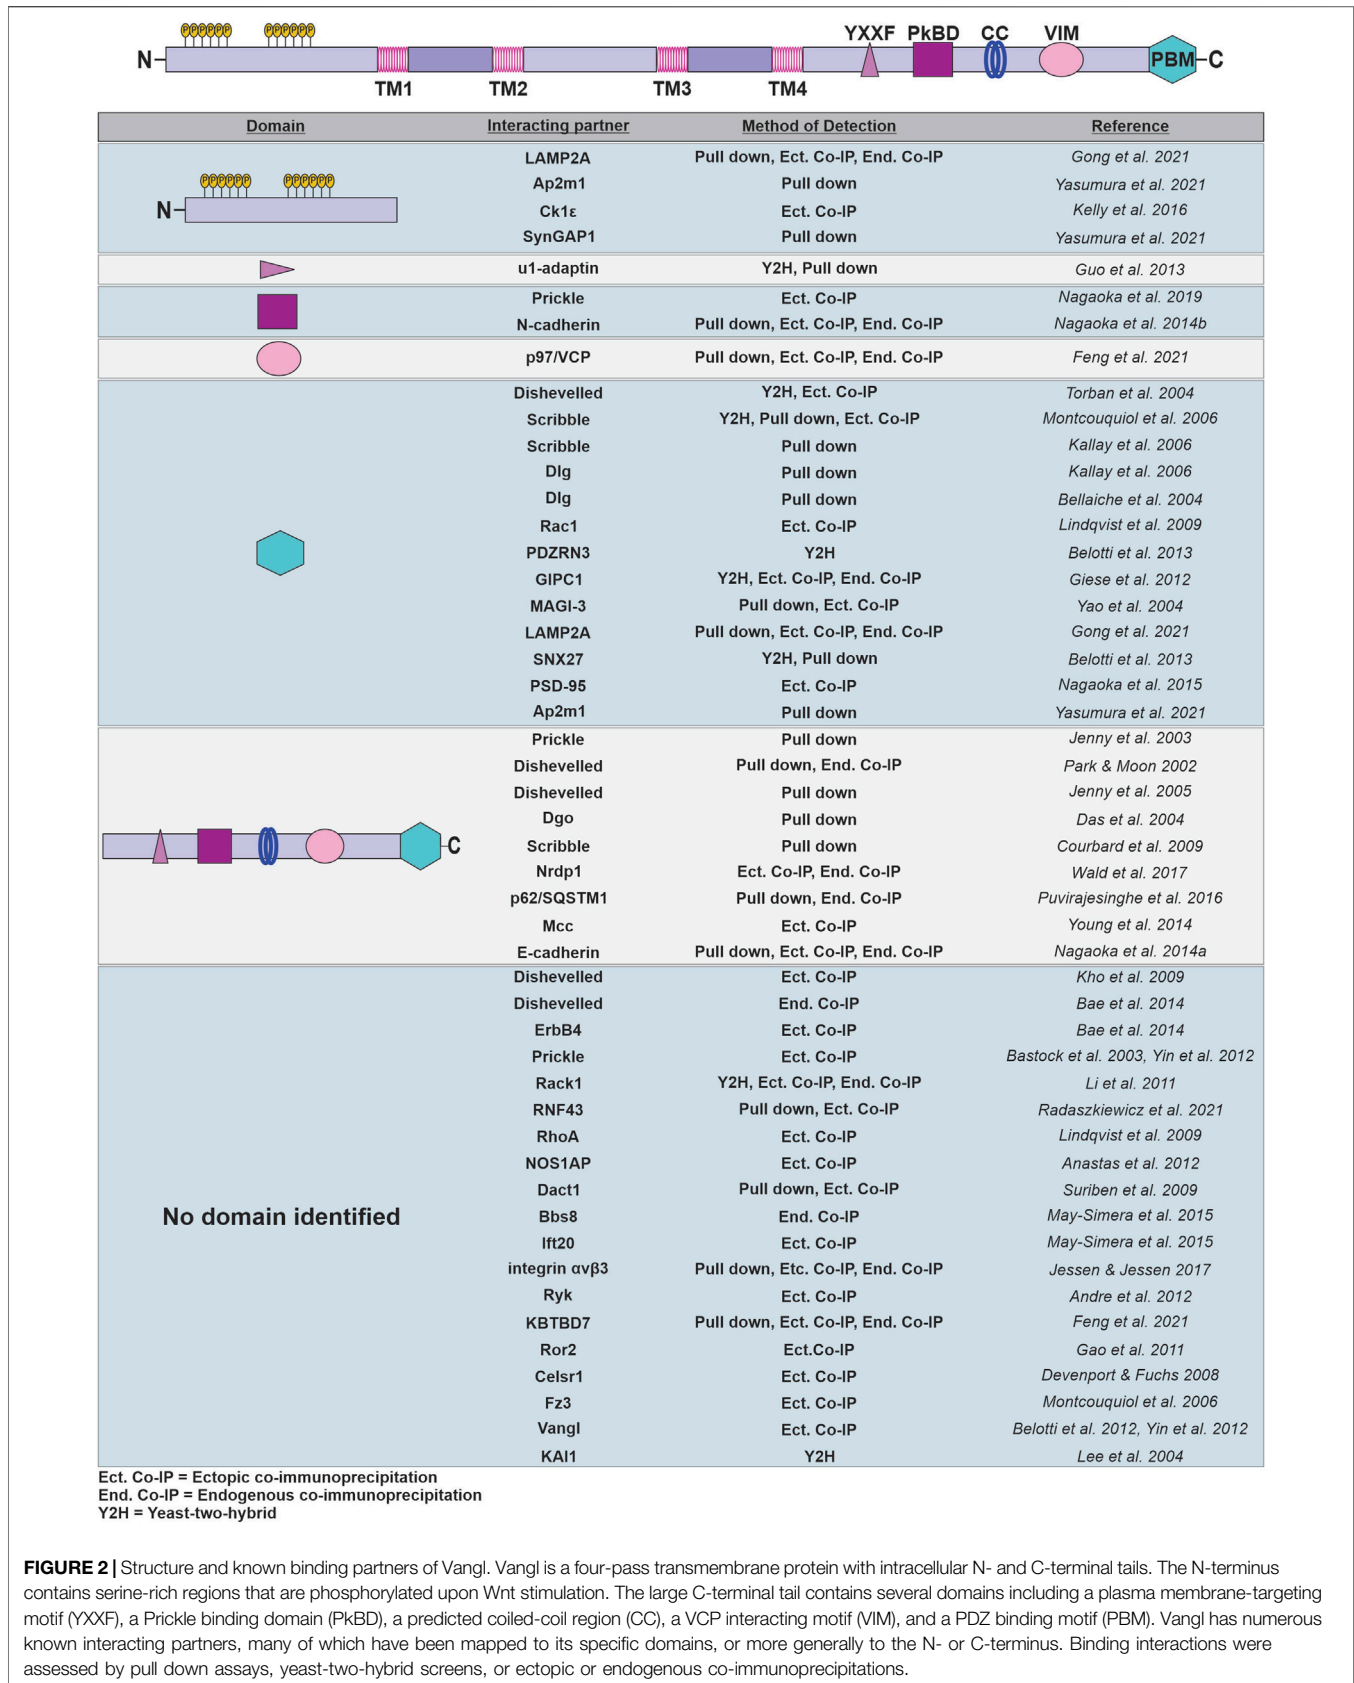 PPPPPP PPPPPP
YXXF PkBD CC VIM
N PBM C
TM1 TM2 TM3 TM4
Domain Interacting partner Method of Detection Reference
LAMP2A Pull down, Ect. Co-IP, End. Co-IP Gong et al. 2021
PPPPPP PPPPPP
Ap2m1 Pull down Yasumura et al. 2021
N Ck1ε Ect. Co-IP Kelly et al. 2016
SynGAP1 Pull down Yasumura et al. 2021
u1-adaptin Y2H, Pull down Guo et al. 2013
Prickle Ect. Co-IP Nagaoka et al. 2019
N-cadherin Pull down, Ect. Co-IP, End. Co-IP Nagaoka et al. 2014b
p97/VCP Pull down, Ect. Co-IP, End. Co-IP Feng et al. 2021
Dishevelled Y2H, Ect. Co-IP Torban et al. 2004
Scribble Y2H, Pull down, Ect. Co-IP Montcouquiol et al. 2006
Scribble Pull down Kallay et al. 2006
Dlg Pull down Kallay et al. 2006
Dlg Pull down Bellaiche et al. 2004
Rac1 Ect. Co-IP Lindqvist et al. 2009
PDZRN3 Y2H Belotti et al. 2013
GIPC1 Y2H, Ect. Co-IP, End. Co-IP Giese et al. 2012
MAGI-3 Pull down, Ect. Co-IP Yao et al. 2004
LAMP2A Pull down, Ect. Co-IP, End. Co-IP Gong et al. 2021
SNX27 Y2H, Pull down Belotti et al. 2013
PSD-95 Ect. Co-IP Nagaoka et al. 2015
Ap2m1 Pull down Yasumura et al. 2021
Prickle Pull down Jenny et al. 2003
Dishevelled Pull down, End. Co-IP Park & Moon 2002
Dishevelled Pull down Jenny et al. 2005
Dgo Pull down Das et al. 2004
C Scribble Pull down Courbard et al. 2009
Nrdp1 Ect. Co-IP, End. Co-IP Wald et al. 2017
p62/SQSTM1 Pull down, End. Co-IP Puvirajesinghe et al. 2016
Mcc Ect. Co-IP Young et al. 2014
E-cadherin Pull down, Ect. Co-IP, End. Co-IP Nagaoka et al. 2014a
Dishevelled Ect. Co-IP Kho et al. 2009
Dishevelled End. Co-IP Bae et al. 2014
ErbB4 Ect. Co-IP Bae et al. 2014
Prickle Ect. Co-IP Bastock et al. 2003, Yin et al. 2012
Rack1 Y2H, Ect. Co-IP, End. Co-IP Li et al. 2011
RNF43 Pull down, Ect. Co-IP Radaszkiewicz et al. 2021
RhoA Ect. Co-IP Lindqvist et al. 2009
NOS1AP Ect. Co-IP Anastas et al. 2012
Dact1 Pull down, Ect. Co-IP Suriben et al. 2009
No domain identified Bbs8 End. Co-IP May-Simera et al. 2015
Ift20 Ect. Co-IP May-Simera et al. 2015
integrin αvβ3 Pull down, Etc. Co-IP, End. Co-IP Jessen & Jessen 2017
Ryk Ect. Co-IP Andre et al. 2012
KBTBD7 Pull down, Ect. Co-IP, End. Co-IP Feng et al. 2021
Ror2 Ect.Co-IP Gao et al. 2011
Celsr1 Ect. Co-IP Devenport & Fuchs 2008
Fz3 Ect. Co-IP Montcouquiol et al. 2006
Vangl Ect. Co-IP Belotti et al. 2012, Yin et al. 2012
KAI1 Y2H Lee et al. 2004
Ect. Co-IP = Ectopic co-immunoprecipitation
End. Co-IP = Endogenous co-immunoprecipitation
Y2H = Yeast-two-hybrid
FIGURE 2 | Structure and known binding partners of Vangl. Vangl is a four-pass transmembrane protein with intracellular N- and C-terminal tails. The N-terminus
contains serine-rich regions that are phosphorylated upon Wnt stimulation. The large C-terminal tail contains several domains including a plasma membrane-targeting
motif (YXXF), a Prickle binding domain (PkBD), a predicted coiled-coil region (CC), a VCP interacting motif (VIM), and a PDZ binding motif (PBM). Vangl has numerous
known interacting partners, many of which have been mapped to its specific domains, or more generally to the N- or C-terminus. Binding interactions were
assessed by pull down assays, yeast-two-hybrid screens, or ectopic or endogenous co-immunoprecipitations.